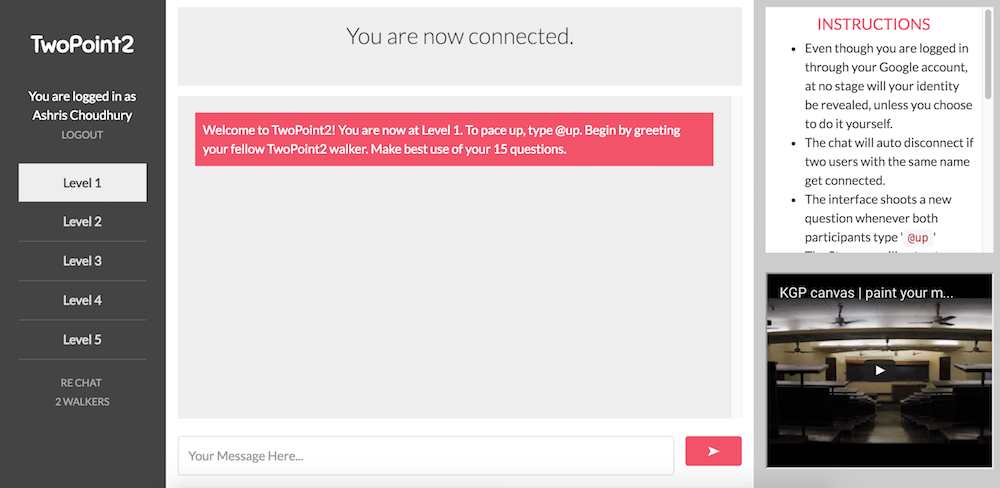 TwoPoint2
You are logged in as
Ashris Choudhury
LOGOUT
Level 1
Level 2
Level 3
Level 4
Level 5
RE CHAT
2 WALKERS
You are now connected.
Welcome to TwoPoint2! You are now at Level 1. To pace up, type @up. Begin by greeting
your fellow TwoPoint2 walker. Make best use of your 15 questions.
Your Message Here...
INSTRUCTIONS
• Even though you are logged in
through your Google account,
at no stage will your identity
be revealed, unless you choose
to do it yourself.
• The chat will auto disconnect if
two users with the same name
get connected.
• The interface shoots a new
question whenever both
participants type ' @up '
KGP canvas | paint your m...